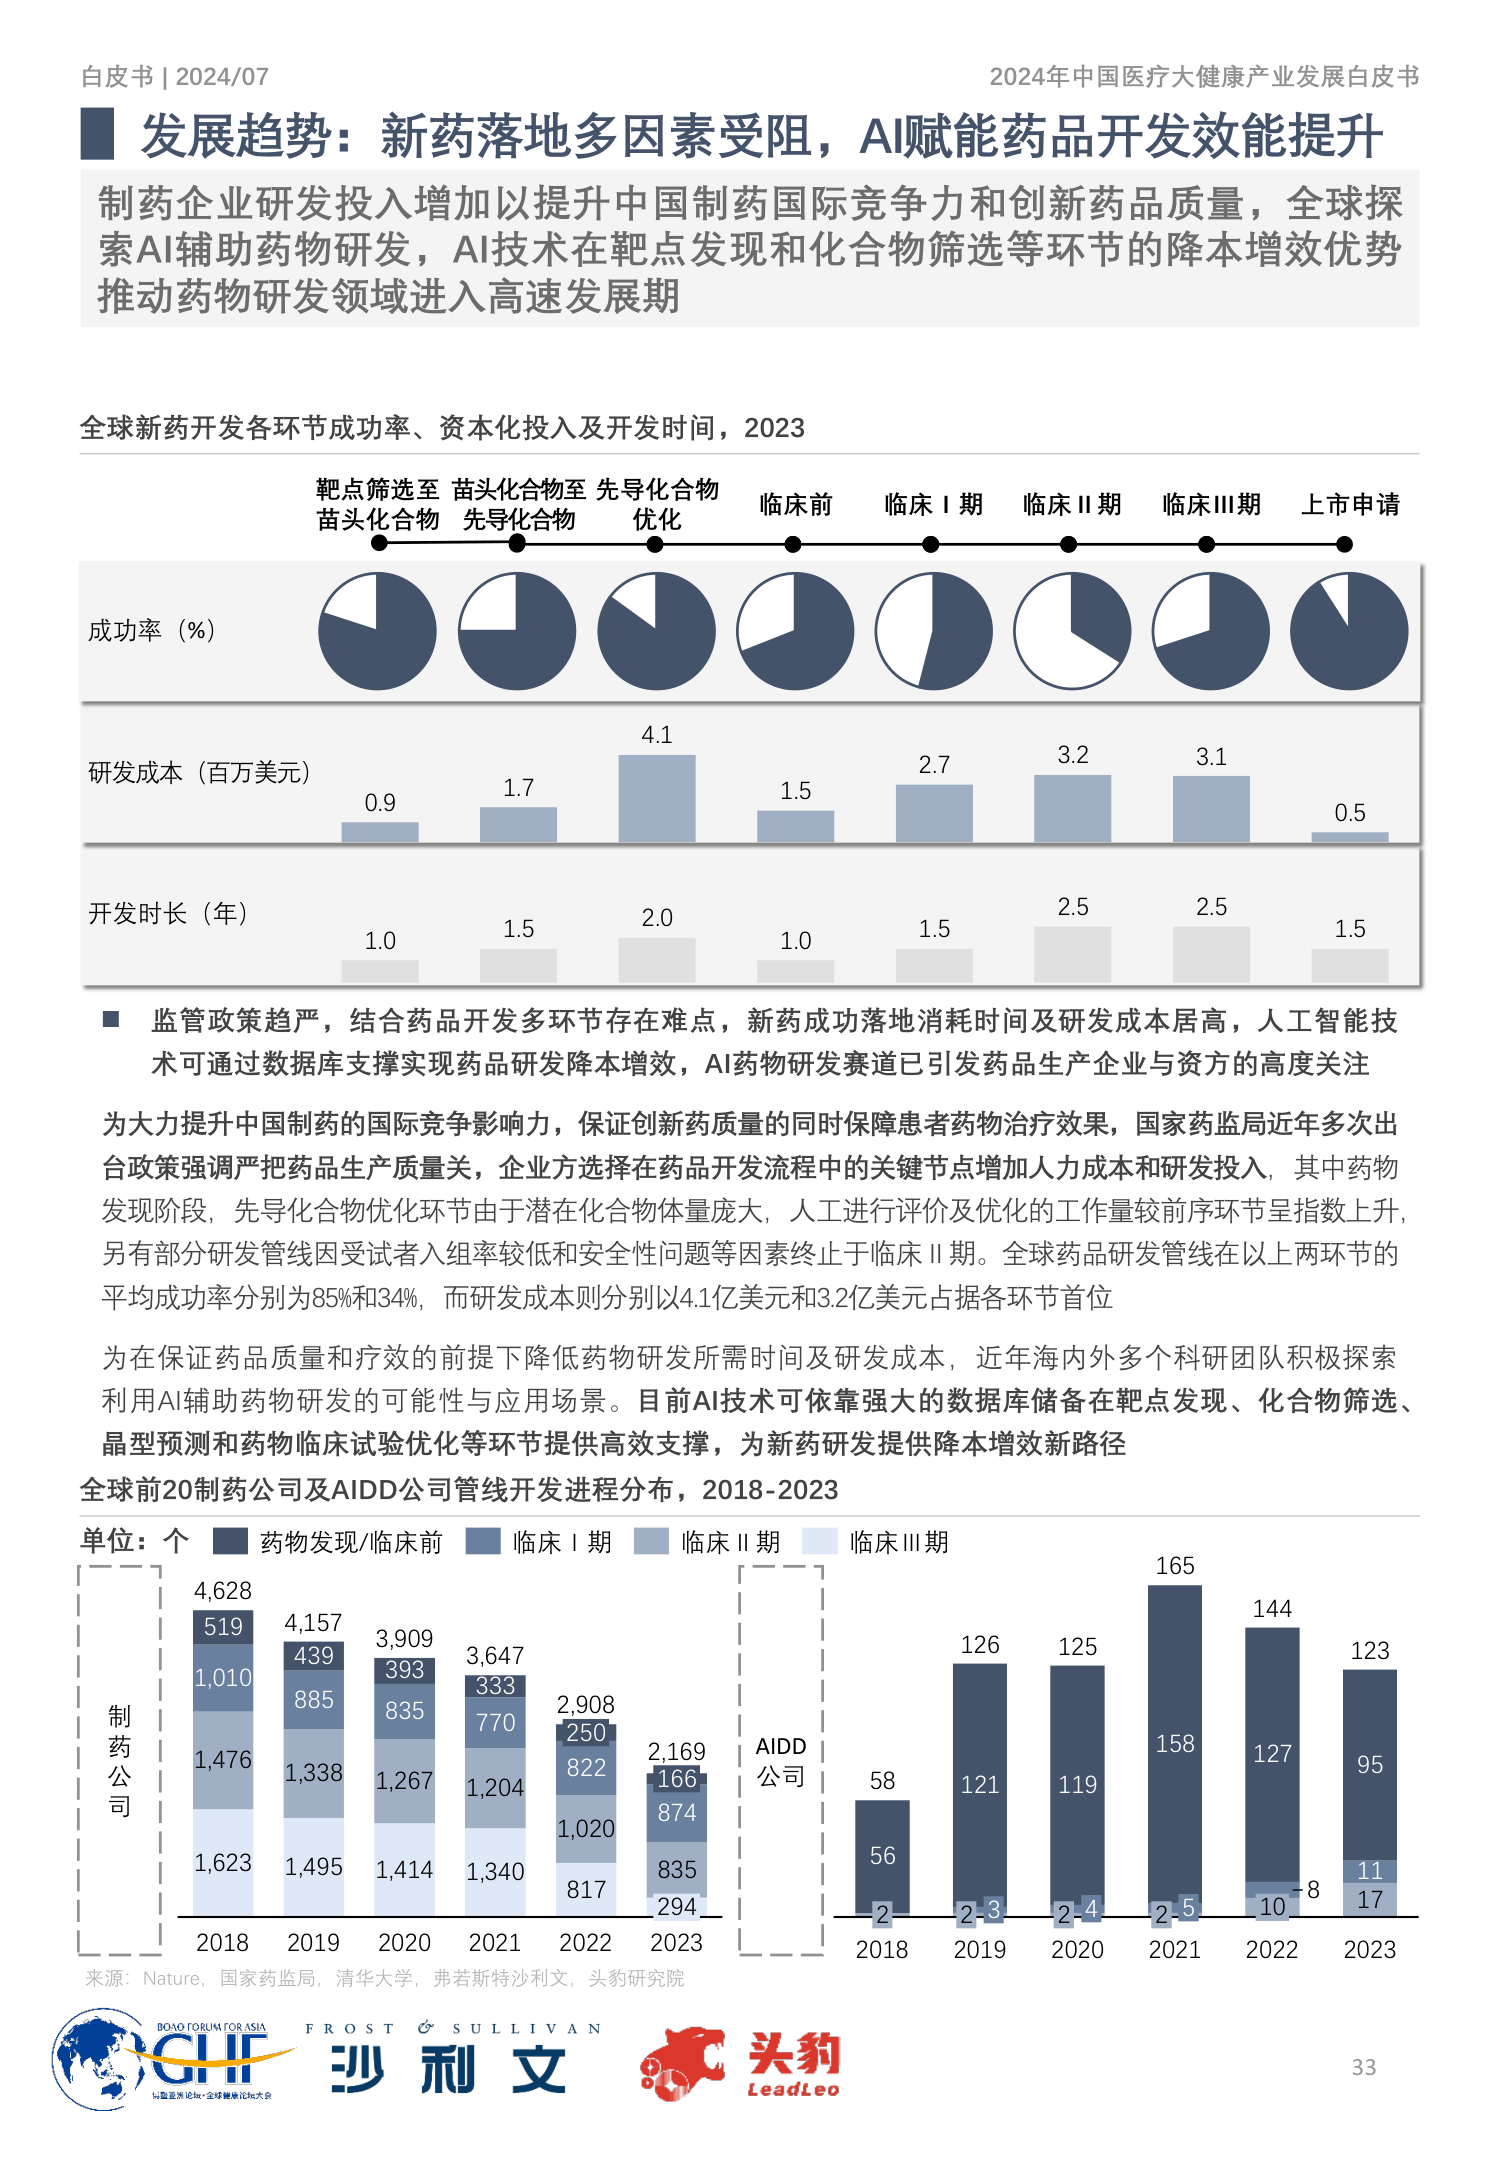 白皮书 | 2024/07
2024年中国医疗大健康产业发展白皮书
发展趋势：新药落地多因素受阻，AI赋能药品开发效能提升
制药企业研发投入增加以提升中国制药国际竞争力和创新药品质量，全球探
索AI辅助药物研发，AI技术在靶点发现和化合物筛选等环节的降本增效优势
推动药物研发领域进入高速发展期
全球新药开发各环节成功率、资本化投入及开发时间，2023
靶点筛选至 苗头化合物至 先导化合物
苗头化合物 先导化合物 优化
临床前 临床Ⅰ期 临床Ⅱ期 临床Ⅲ期 上市申请
成功率（%）
研发成本（百万美元）
0.9 1.7 4.1 1.5 2.7 3.2 3.1 0.5
开发时长（年）
1.0 1.5 2.0 1.0 1.5 2.5 2.5 1.5
监管政策趋严，结合药品开发多环节存在难点，新药成功落地消耗时间及研发成本居高，人工智能技
术可通过数据库支撑实现药品研发降本增效，AI药物研发赛道已引发药品生产企业与资方的高度关注
为大力提升中国制药的国际竞争影响力，保证创新药质量的同时保障患者药物治疗效果，国家药监局近年多次出
台政策强调严把药品生产质量关，企业方选择在药品开发流程中的关键节点增加人力成本和研发投入，其中药物
发现阶段，先导化合物优化环节由于潜在化合物体量庞大，人工进行评价及优化的工作量较前序环节呈指数上升，
另有部分研发管线因受试者入组率较低和安全性问题等因素终止于临床Ⅱ期。全球药品研发管线在以上两环节的
平均成功率分别为85%和34%，而研发成本则分别以4.1亿美元和3.2亿美元占据各环节首位
为在保证药品质量和疗效的前提下降低药物研发所需时间及研发成本，近年海内外多个科研团队积极探索
利用AI辅助药物研发的可能性与应用场景。目前AI技术可依靠强大的数据库储备在靶点发现、化合物筛选、
晶型预测和药物临床试验优化等环节提供高效支撑，为新药研发提供降本增效新路径
全球前20制药公司及AIDD公司管线开发进程分布，2018-2023
单位：个 药物发现/临床前 临床Ⅰ期 临床Ⅱ期 临床Ⅲ期
制
药
公
司
4,628 4,157 3,909 3,647 2,908 2,169
519 439 393 333 250 166
1,010 885 835 770 822 874
1,476 1,338 1,267 1,204 1,020 835
1,623 1,495 1,414 1,340 817 294
2018 2019 2020 2021 2022 2023
AIDD
公司
58 126 125 165 144 123
56 121 119 158 127 95
3 4 5 8 11
2 2 2 2 10 17
2018 2019 2020 2021 2022 2023
来源：Nature，国家药监局，清华大学，弗若斯特沙利文，头豹研究院
BOAO FORUM FOR ASIA
GHF
博鳌亚洲论坛·全球健康论坛大会
FROST & SULLIVAN
沙利文
头豹
LeadLeo
33